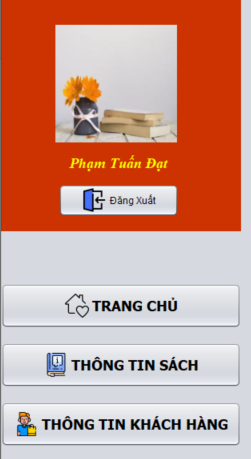 Phạm Tuấn Đạt
Đăng Xuất
TRANG CHỦ
THÔNG TIN SÁCH
THÔNG TIN KHÁCH HÀNG